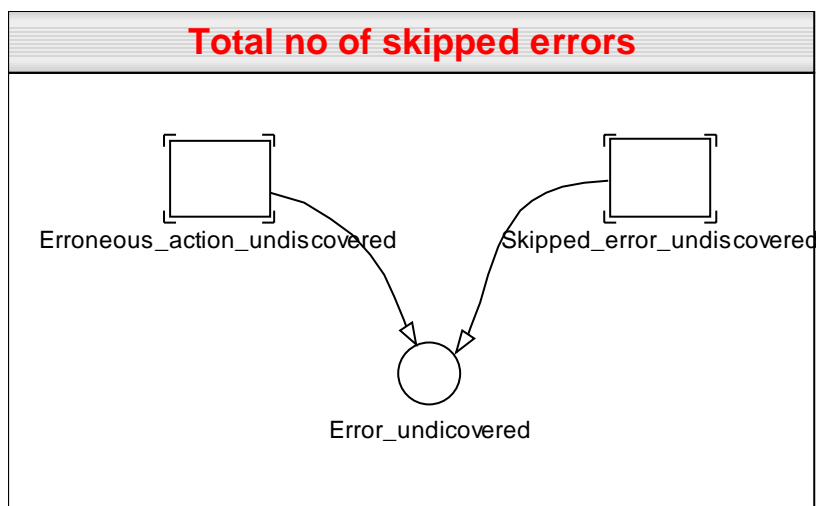 Total no of skipped errors
Erroneous_action_undiscovered
Skipped_error_undiscovered
Error_undicovered